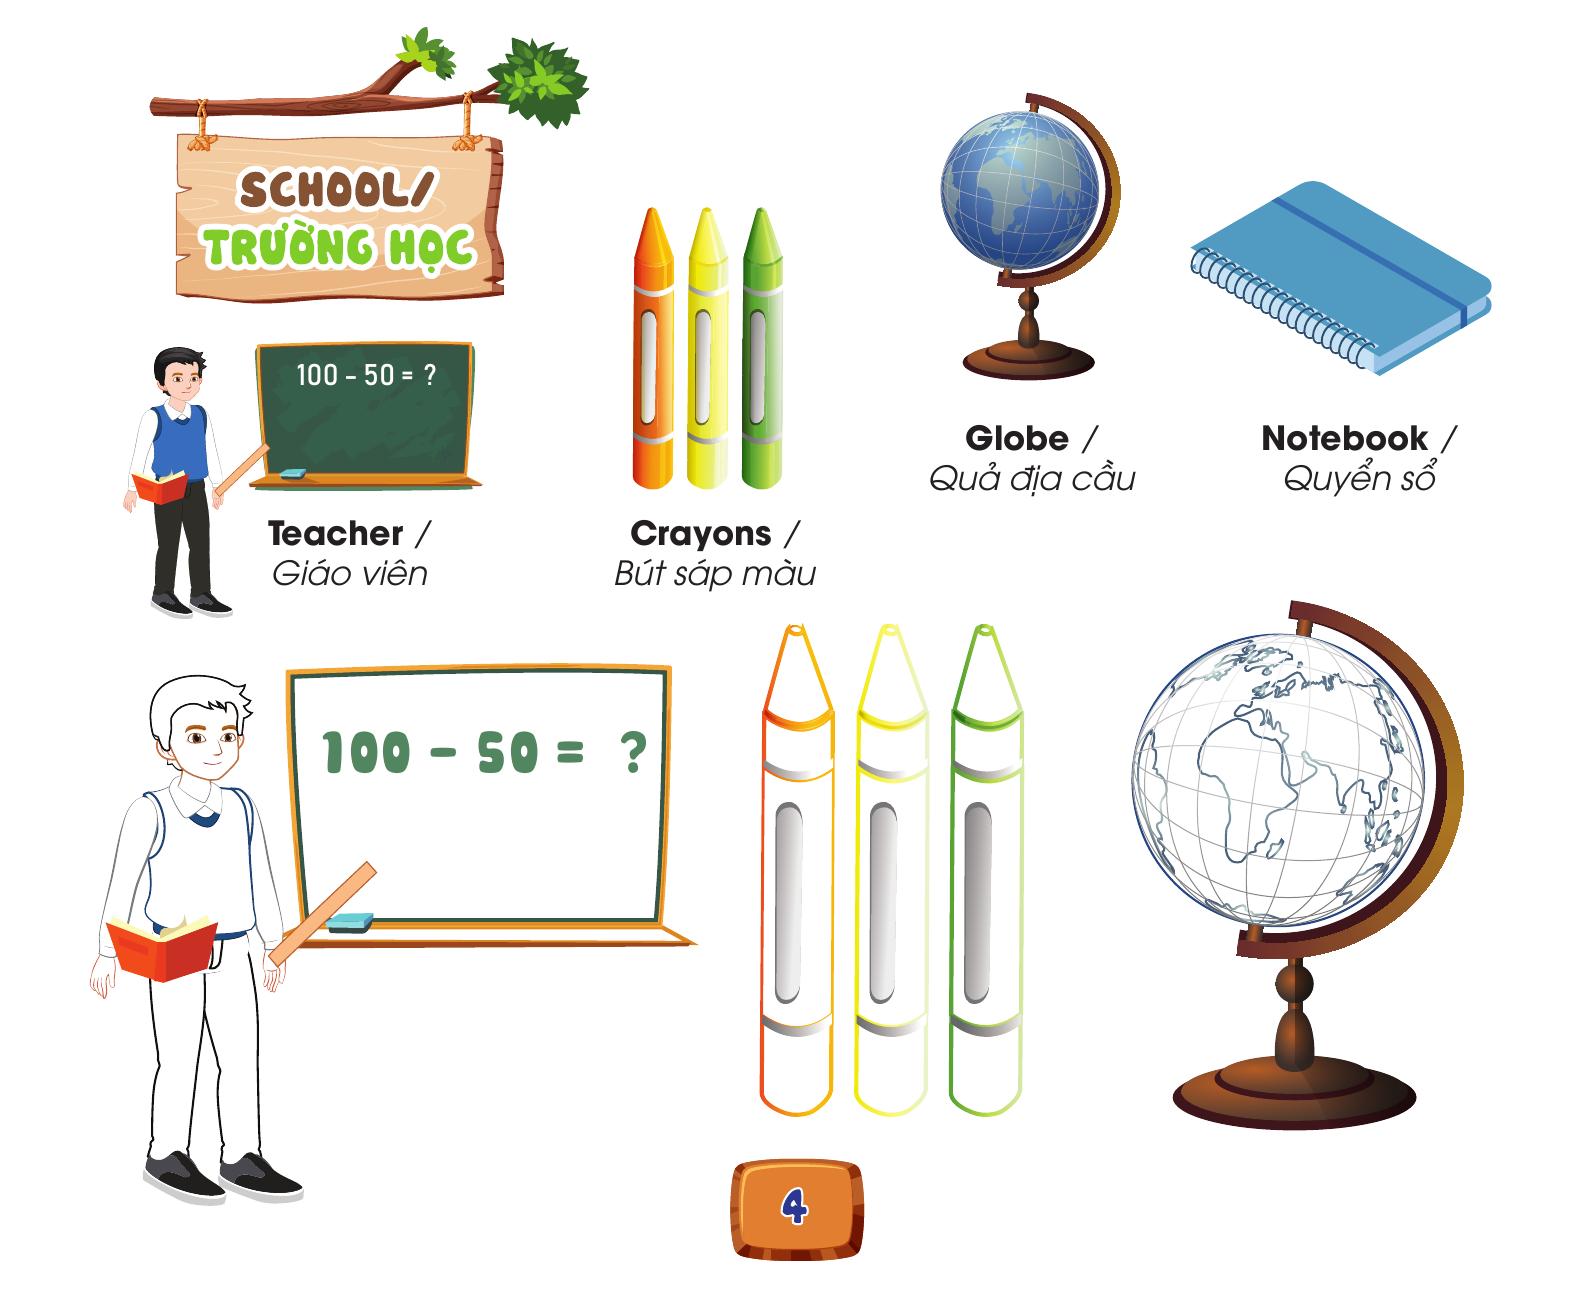 SCHOOL/
TRƯỜNG HỌC
100 - 50 = ?
Teacher /
Giáo viên
Crayons /
Bút sáp màu
Globe /
Quả địa cầu
Notebook /
Quyển sổ
100 - 50 = ?
4